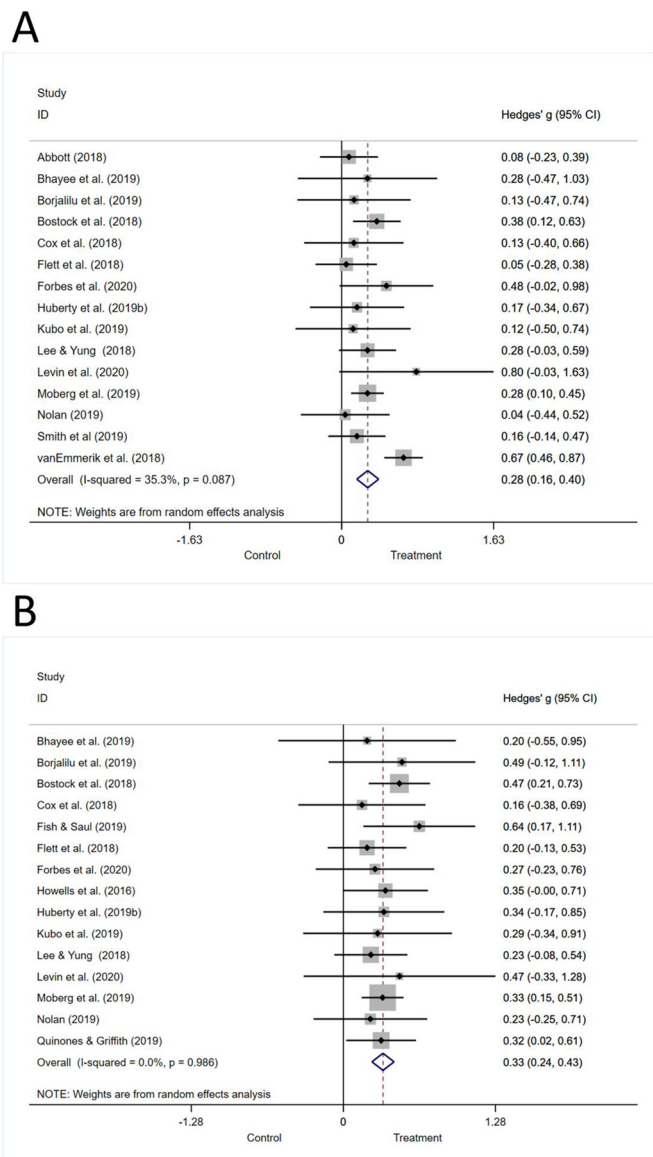 A
Study
ID Hedges' g (95% CI)
Abbott (2018) 0.08 (-0.23, 0.39)
Bhayee et al. (2019) 0.28 (-0.47, 1.03)
Borjalilu et al. (2019) 0.13 (-0.47, 0.74)
Bostock et al. (2018) 0.38 (0.12, 0.63)
Cox et al. (2018) 0.13 (-0.40, 0.66)
Flett et al. (2018) 0.05 (-0.28, 0.38)
Forbes et al. (2020) 0.48 (-0.02, 0.98)
Huberty et al. (2019b) 0.17 (-0.34, 0.67)
Kubo et al. (2019) 0.12 (-0.50, 0.74)
Lee & Yung (2018) 0.28 (-0.03, 0.59)
Levin et al. (2020) 0.80 (-0.03, 1.63)
Moberg et al. (2019) 0.28 (0.10, 0.45)
Nolan (2019) 0.04 (-0.44, 0.52)
Smith et al (2019) 0.16 (-0.14, 0.47)
vanEmmerik et al. (2018) 0.67 (0.46, 0.87)
Overall (I-squared = 35.3%, p = 0.087) 0.28 (0.16, 0.40)
NOTE: Weights are from random effects analysis
-1.63 0 1.63
Control Treatment
B
Study
ID Hedges' g (95% CI)
Bhayee et al. (2019) 0.20 (-0.55, 0.95)
Borjalilu et al. (2019) 0.49 (-0.12, 1.11)
Bostock et al. (2018) 0.47 (0.21, 0.73)
Cox et al. (2018) 0.16 (-0.38, 0.69)
Fish & Saul (2019) 0.64 (0.17, 1.11)
Flett et al. (2018) 0.20 (-0.13, 0.53)
Forbes et al. (2020) 0.27 (-0.23, 0.76)
Howells et al. (2016) 0.35 (-0.00, 0.71)
Huberty et al. (2019b) 0.34 (-0.17, 0.85)
Kubo et al. (2019) 0.29 (-0.34, 0.91)
Lee & Yung (2018) 0.23 (-0.08, 0.54)
Levin et al. (2020) 0.47 (-0.33, 1.28)
Moberg et al. (2019) 0.33 (0.15, 0.51)
Nolan (2019) 0.23 (-0.25, 0.71)
Quinones & Griffith (2019) 0.32 (0.02, 0.61)
Overall (I-squared = 0.0%, p = 0.986) 0.33 (0.24, 0.43)
NOTE: Weights are from random effects analysis
-1.28 0 1.28
Control Treatment